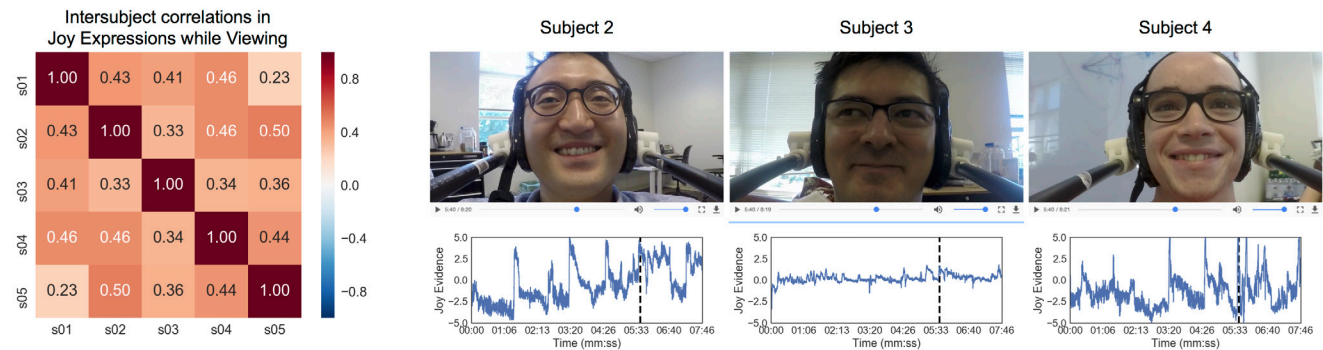 Intersubject correlations in
Joy Expressions while Viewing
s01 1.00 0.43 0.41 0.46 0.23
s02 0.43 1.00 0.33 0.46 0.50
s03 0.41 0.33 1.00 0.34 0.36
s04 0.46 0.46 0.34 1.00 0.44
s05 0.23 0.50 0.36 0.44 1.00
s01 s02 s03 s04 s05
0.8
0.4
0.0
−0.4
−0.8
Subject 2
5:40 / 8:20
Joy Evidence
5.0
2.5
0.0
−2.5
−5.0
00:00 01:06 02:13 03:20 04:26 05:33 06:40 07:46
Time (mm:ss)
Subject 3
5:40 / 8:19
Joy Evidence
5.0
2.5
0.0
−2.5
−5.0
00:00 01:06 02:13 03:20 04:26 05:33 06:40 07:46
Time (mm:ss)
Subject 4
5:40 / 8:21
Joy Evidence
5.0
2.5
0.0
−2.5
−5.0
00:00 01:06 02:13 03:20 04:26 05:33 06:40 07:46
Time (mm:ss)